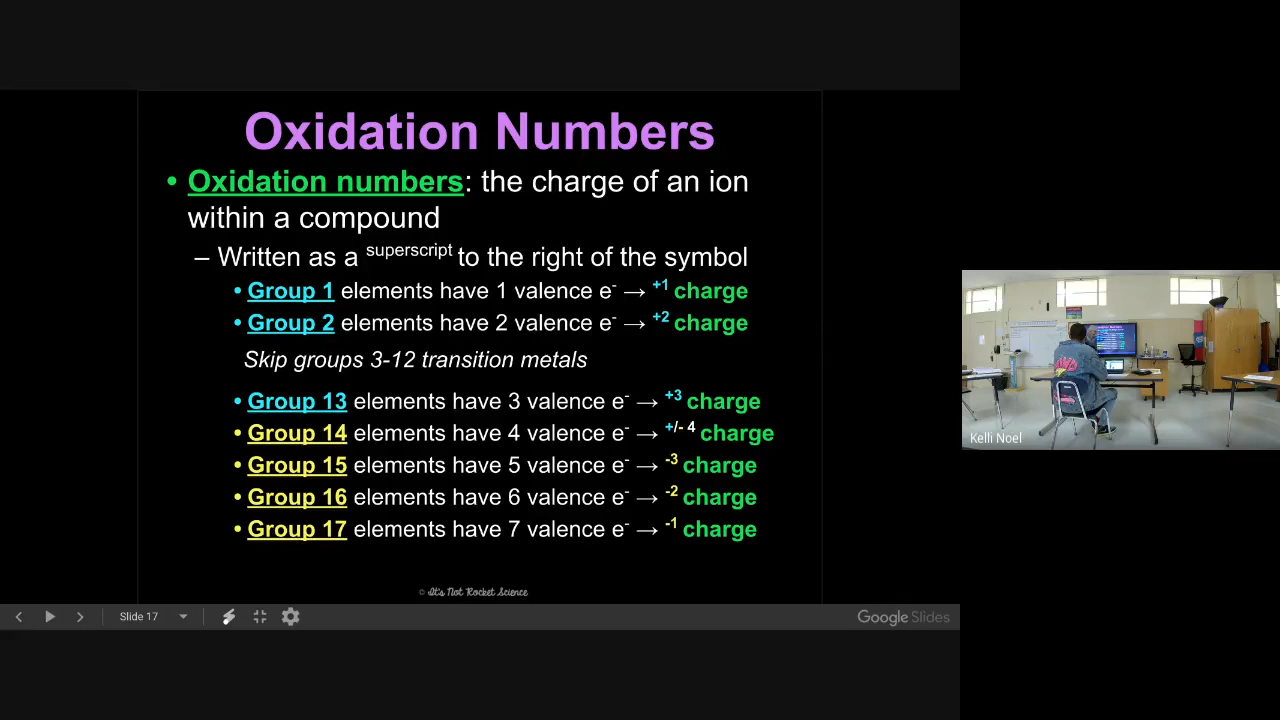 Oxidation Numbers
• Oxidation numbers: the charge of an ion
within a compound
– Written as a superscript to the right of the symbol
• Group 1 elements have 1 valence e- → +1 charge
• Group 2 elements have 2 valence e- → +2 charge
Skip groups 3-12 transition metals
• Group 13 elements have 3 valence e- → +3 charge
• Group 14 elements have 4 valence e- → +/- 4 charge
• Group 15 elements have 5 valence e- → -3 charge
• Group 16 elements have 6 valence e- → -2 charge
• Group 17 elements have 7 valence e- → -1 charge
© It's Not Rocket Science
Slide 17
Google Slides
Kelli Noel